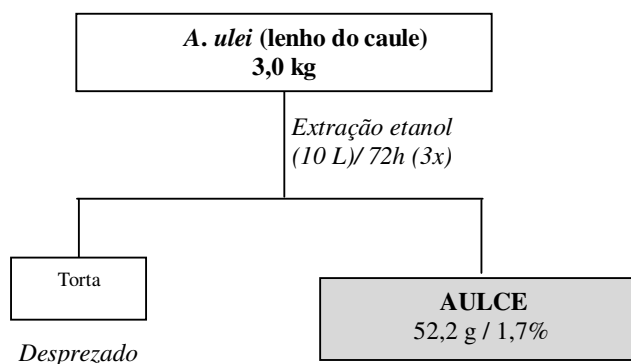 A. ulei (lenho do caule)
3,0 kg
Extração etanol
(10 L)/ 72h (3x)
Torta
AULCE
52,2 g / 1,7%
Desprezado